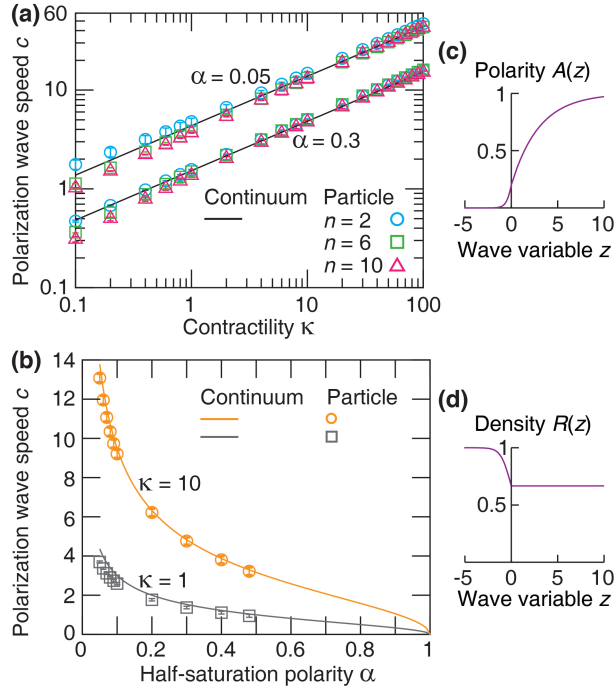 (a)
Polarization wave speed c
60
10
1
0.1
α = 0.05
α = 0.3
Continuum Particle
n = 2
n = 6
n = 10
0.1 1 10 100
Contractility κ
(b)
Polarization wave speed c
14
12
10
8
6
4
2
0
Continuum Particle
κ = 10
κ = 1
0 0.2 0.4 0.6 0.8 1
Half-saturation polarity α
(c)
Polarity A(z)
1
0.5
-5 0 5 10
Wave variable z
(d)
Density R(z)
1
0.5
-5 0 5 10
Wave variable z